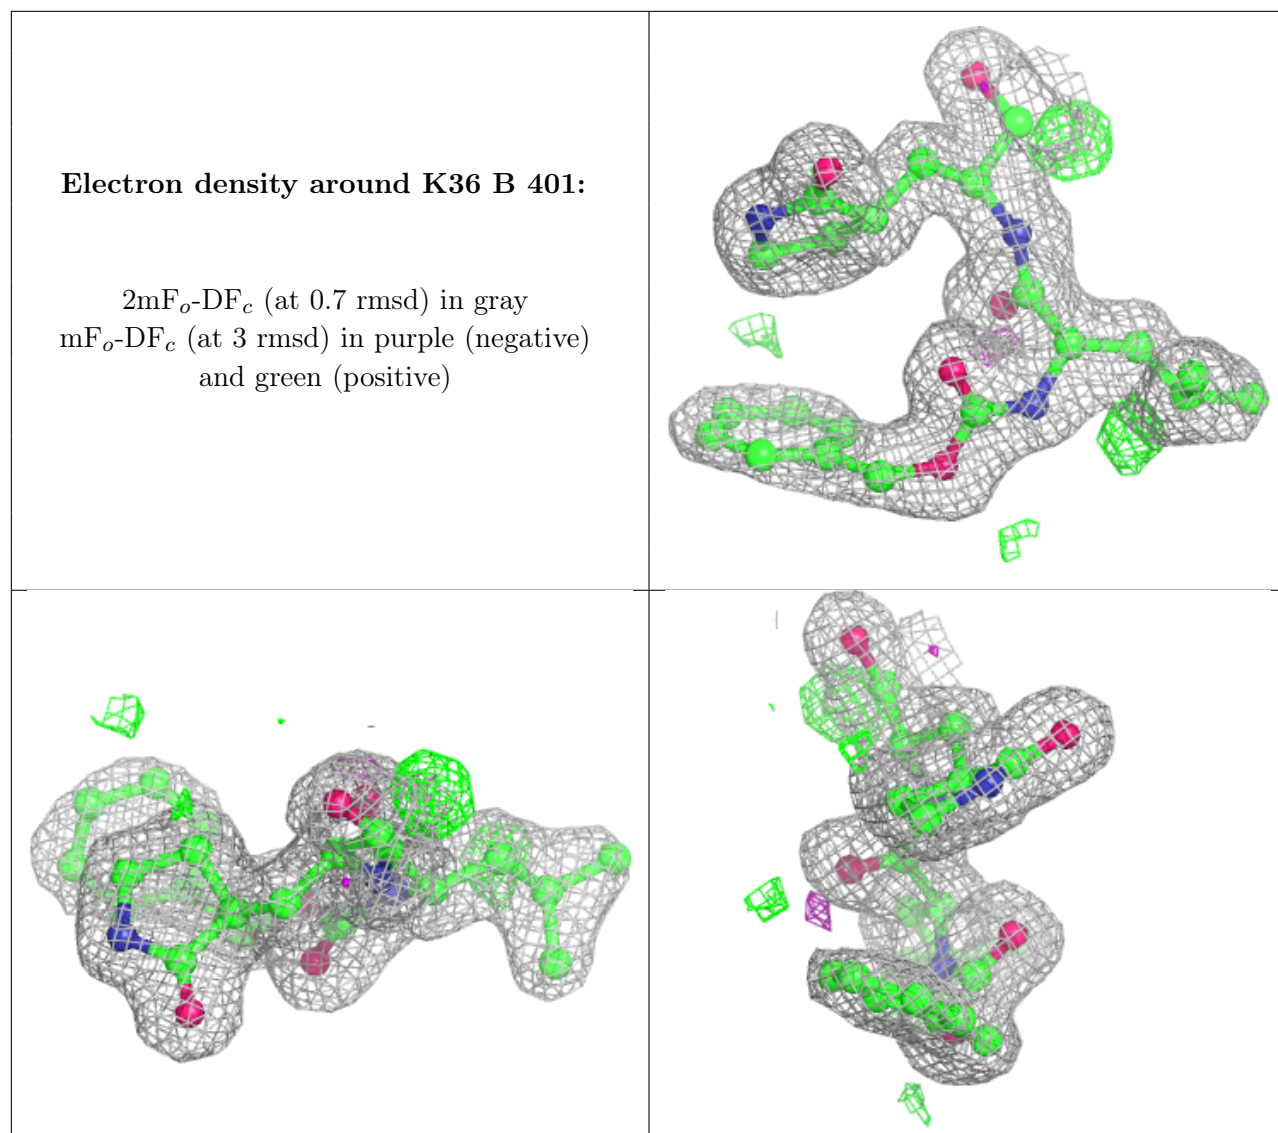 Electron density around K36 B 401:
2mFo-DFc (at 0.7 rmsd) in gray
mFo-DFc (at 3 rmsd) in purple (negative)
and green (positive)